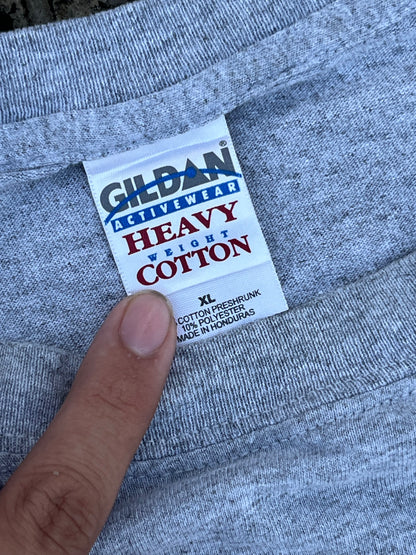 GILDAN®
ACTIVEWEAR
HEAVY
WEIGHT
COTTON
XL
COTTON PRESHRUNK
10% POLYESTER
MADE IN HONDURAS